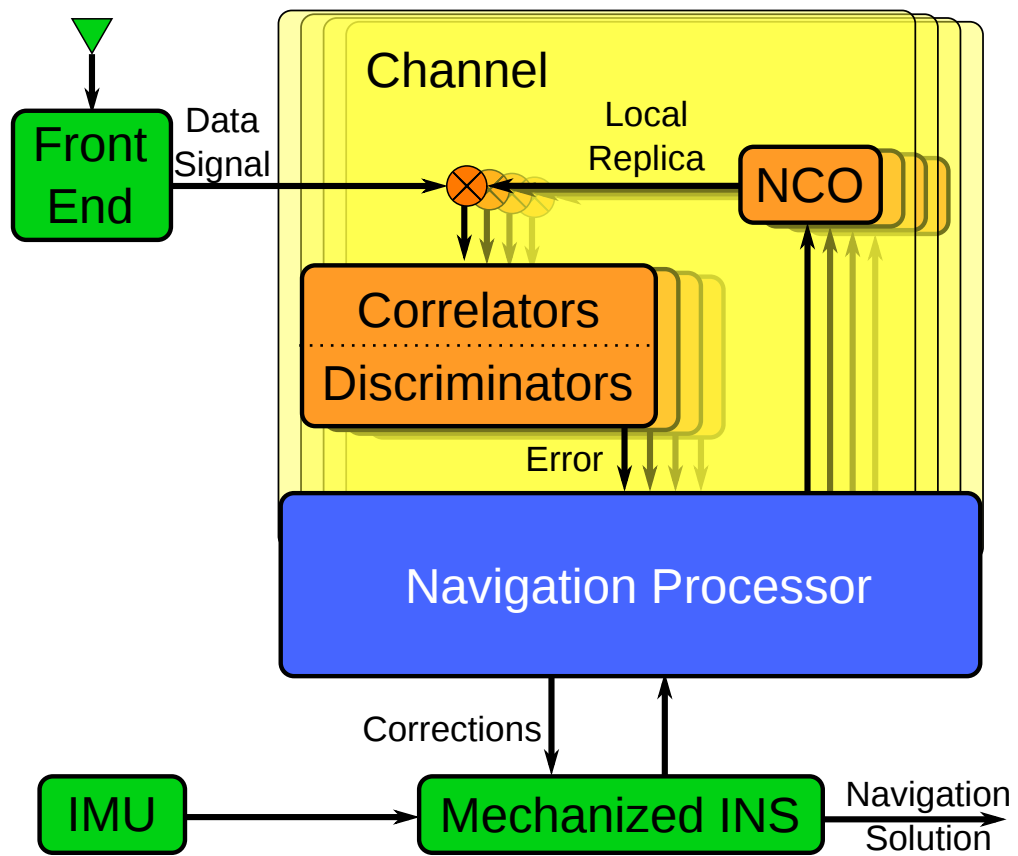 Channel
Front
End
Data
Signal
Local
Replica
NCO
Correlators
Discriminators
Error
Navigation Processor
Corrections
IMU
Mechanized INS
Navigation
Solution